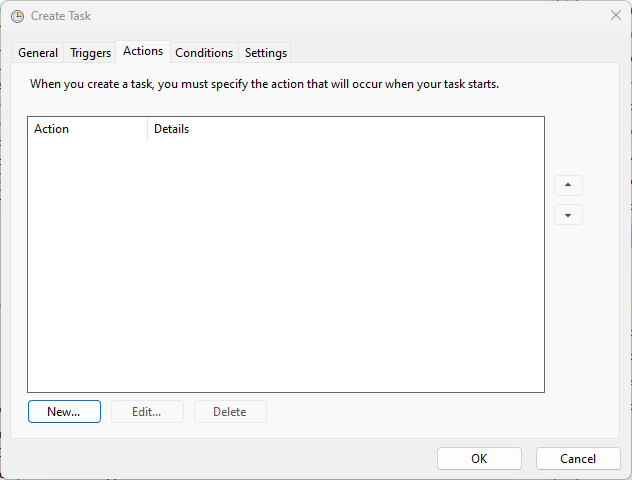 Create Task
General Triggers Actions Conditions Settings
When you create a task, you must specify the action that will occur when your task starts.
Action Details
New... Edit... Delete
OK Cancel